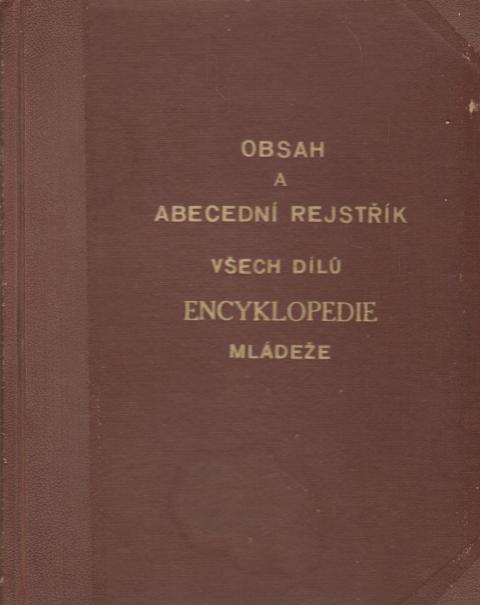 OBSAH
A
ABECEDNÍ REJSTŘÍK
VŠECH DÍLŮ
ENCYKLOPEDIE
MLÁDEŽE